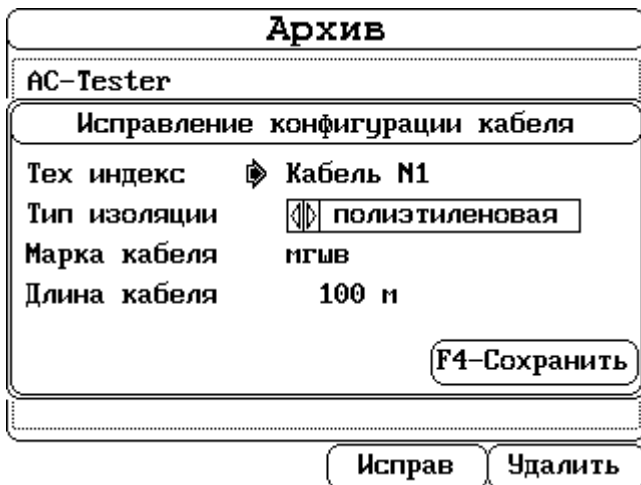 Архив
AC-Tester
Исправление конфигурации кабеля
Тех индекс Кабель N1
Тип изоляции полиэтиленовая
Марка кабеля мгшв
Длина кабеля 100 м
F4-Сохранить
Исправ Удалить